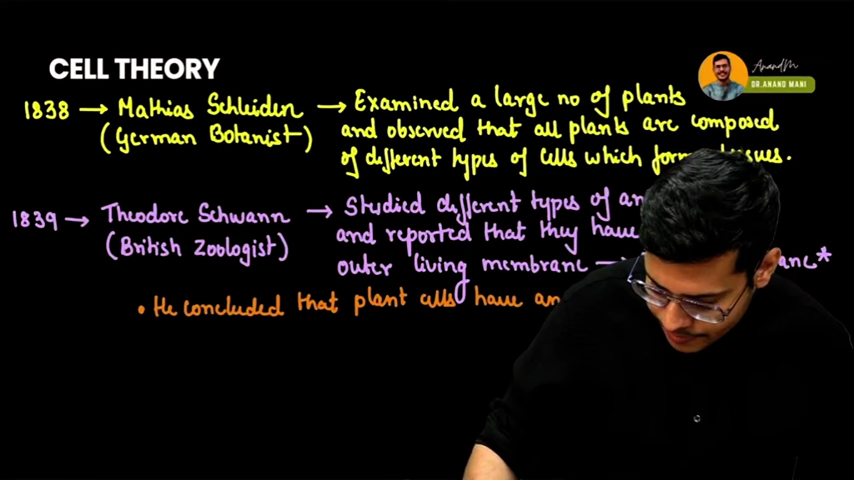 CELL THEORY
AnandM
DR.ANAND MANI
1838 → Mathias Schleiden → Examined a large no of plants
(German Botanist) and observed that all plants are composed
of different types of cells which form tissues.
1839 → Theodore Schwann → Studied different types of
(British Zoologist) and reported that they have
outer living membrane →
• He concluded that plant cells have